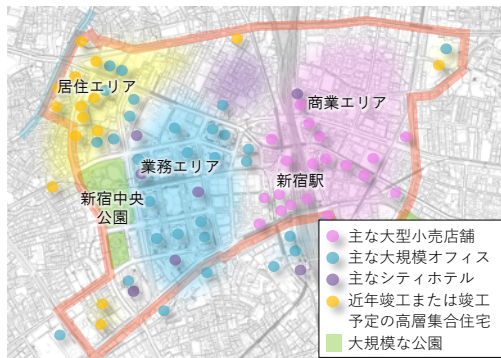 居住エリア
商業エリア
業務エリア
新宿駅
新宿中央
公園
主な大型小売店舗
主な大規模オフィス
主なシティホテル
近年竣工または竣工
予定の高層集合住宅
大規模な公園